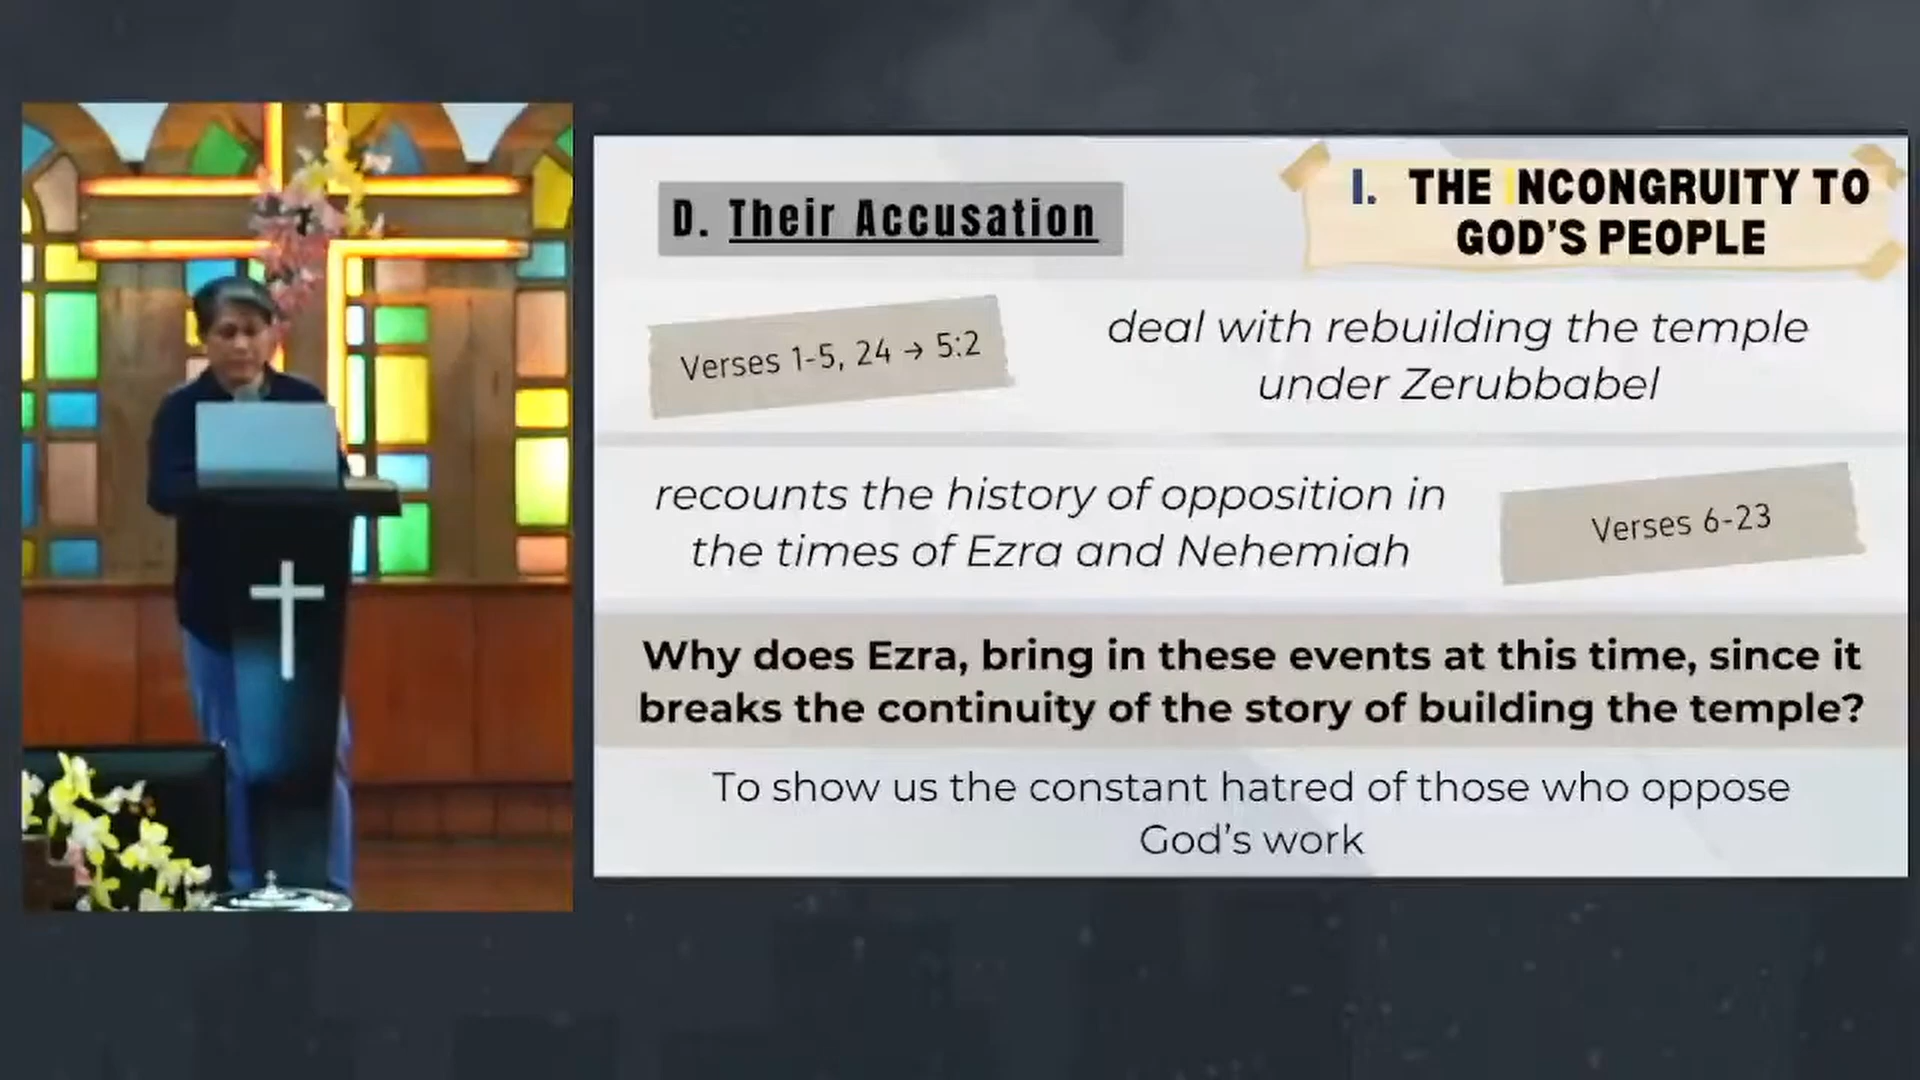 D. Their Accusation
I. THE INCONGRUITY TO
GOD'S PEOPLE
Verses 1-5, 24 → 5:2
deal with rebuilding the temple
under Zerubbabel
recounts the history of opposition in
the times of Ezra and Nehemiah
Verses 6-23
Why does Ezra, bring in these events at this time, since it
breaks the continuity of the story of building the temple?
To show us the constant hatred of those who oppose
God's work